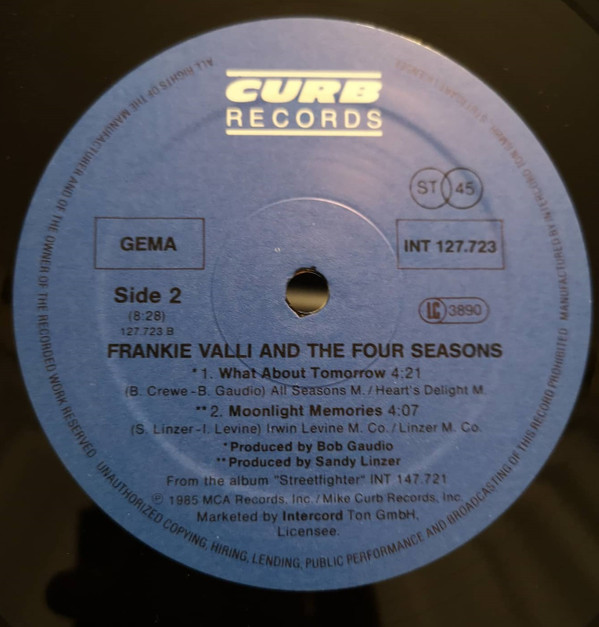 CURB
RECORDS
ST 45
GEMA
INT 127.723
Side 2
(8:28)
127 723 B
LC 3890
FRANKIE VALLI AND THE FOUR SEASONS
* 1. What About Tomorrow 4:21
(B. Crewe - B. Gaudio) All Seasons M. / Heart's Delight M.
** 2. Moonlight Memories 4:07
(S. Linzer - I. Levine) Irwin Levine M. Co. / Linzer M. Co.
*Produced by Bob Gaudio
**Produced by Sandy Linzer
From the album "Streetfighter" INT 147.721
℗ 1985 MCA Records, Inc. / Mike Curb Records, Inc.
Marketed by Intercord Ton GmbH.
Licensee.
ALL RIGHTS OF THE MANUFACTURER AND OF THE OWNER OF THE RECORDED WORK RESERVED · UNAUTHORIZED COPYING, HIRING, LENDING, PUBLIC PERFORMANCE AND BROADCASTING OF THIS RECORD PROHIBITED MANUFACTURED BY INTERCORD TON GMBH